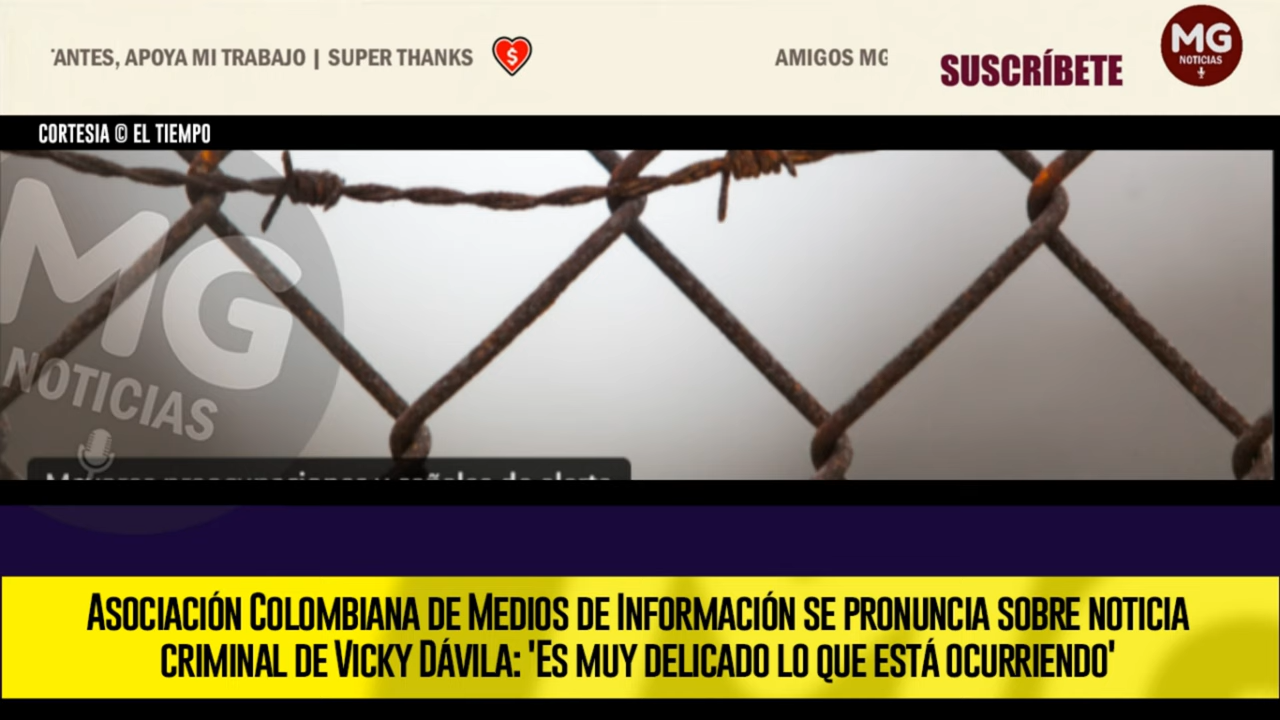 TANTES, APOYA MI TRABAJO | SUPER THANKS
AMIGOS MG
SUSCRÍBETE
MG
NOTICIAS
CORTESIA © EL TIEMPO
MG
NOTICIAS
ASOCIACIÓN COLOMBIANA DE MEDIOS DE INFORMACIÓN SE PRONUNCIA SOBRE NOTICIA
CRIMINAL DE VICKY DÁVILA: 'ES MUY DELICADO LO QUE ESTÁ OCURRIENDO'